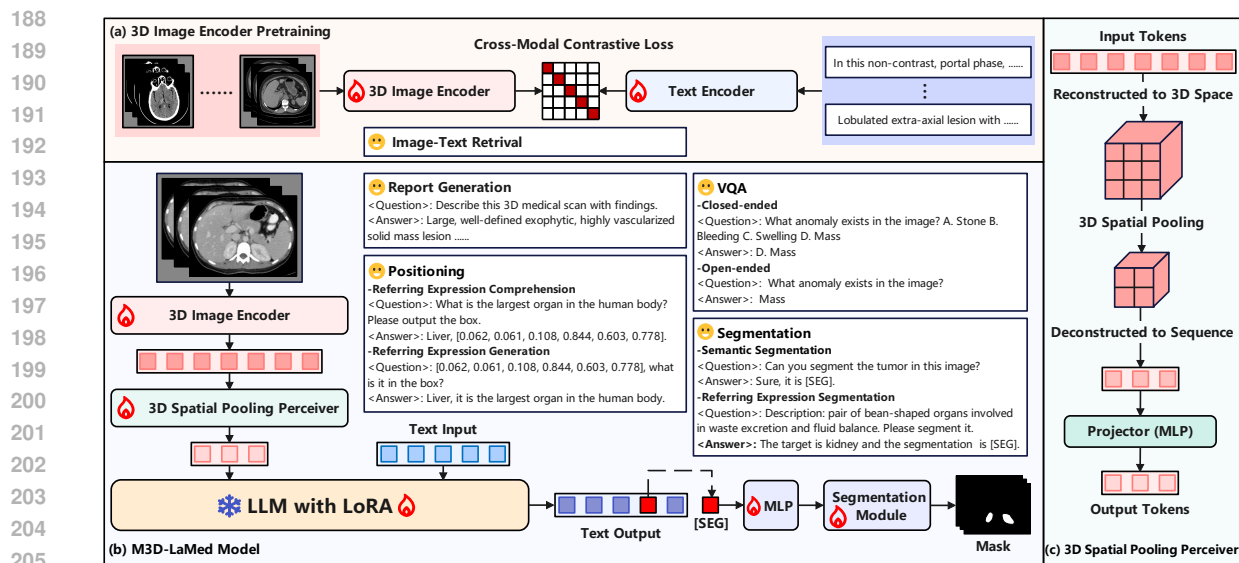 188
189
190
191
192
193
194
195
196
197
198
199
200
201
202
203
204
205
(a) 3D Image Encoder Pretraining
Cross-Modal Contrastive Loss
......
3D Image Encoder
Text Encoder
In this non-contrast, portal phase, ......
⋮
Lobulated extra-axial lesion with ......
Image-Text Retrival
3D Image Encoder
3D Spatial Pooling Perceiver
Report Generation
<Question>: Describe this 3D medical scan with findings.
<Answer>: Large, well-defined exophytic, highly vascularized
solid mass lesion ......
Positioning
-Referring Expression Comprehension
<Question>: What is the largest organ in the human body?
Please output the box.
<Answer>: Liver, [0.062, 0.061, 0.108, 0.844, 0.603, 0.778].
-Referring Expression Generation
<Question>: [0.062, 0.061, 0.108, 0.844, 0.603, 0.778], what
is it in the box?
<Answer>: Liver, it is the largest organ in the human body.
VQA
-Closed-ended
<Question>: What anomaly exists in the image? A. Stone B.
Bleeding C. Swelling D. Mass
<Answer>: D. Mass
-Open-ended
<Question>: What anomaly exists in the image?
<Answer>: Mass
Segmentation
-Semantic Segmentation
<Question>: Can you segment the tumor in this image?
<Answer>: Sure, it is [SEG].
-Referring Expression Segmentation
<Question>: Description: pair of bean-shaped organs involved
in waste excretion and fluid balance. Please segment it.
<Answer>: The target is kidney and the segmentation is [SEG].
Text Input
LLM with LoRA
Text Output
[SEG]
MLP
Segmentation
Module
Mask
(b) M3D-LaMed Model
Input Tokens
Reconstructed to 3D Space
3D Spatial Pooling
Deconstructed to Sequence
Projector (MLP)
Output Tokens
(c) 3D Spatial Pooling Perceiver